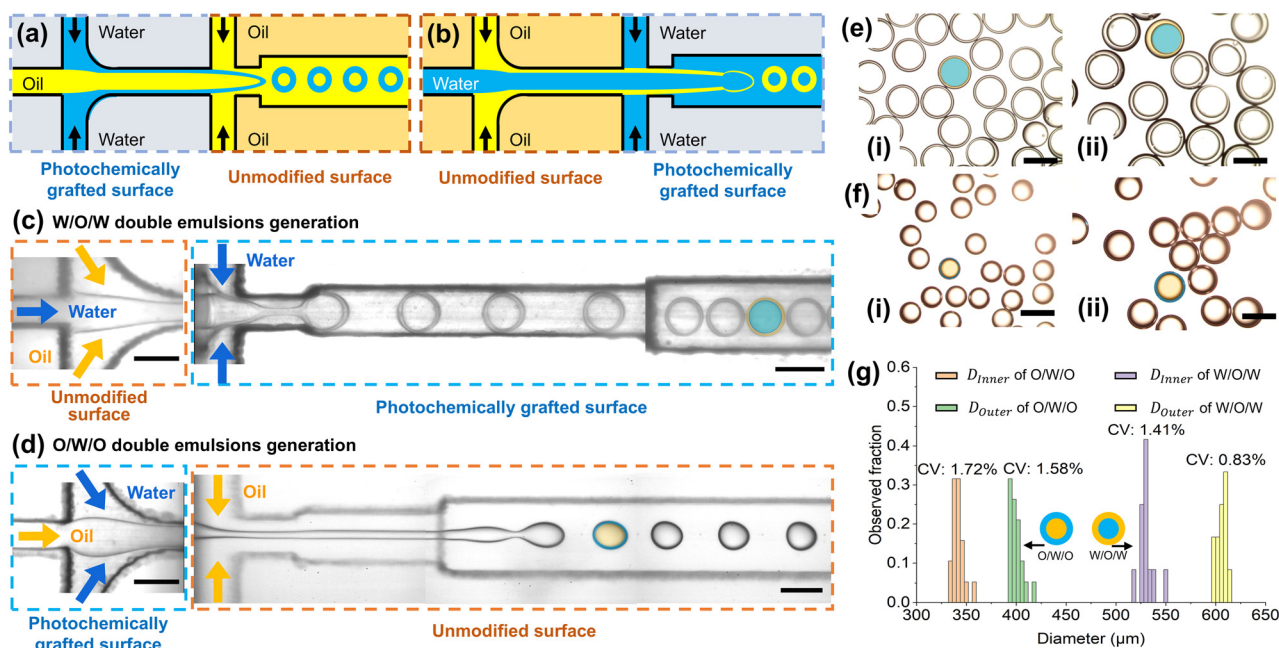 (a)
Water
Oil
Oil
Water
Oil
Photochemically
grafted surface
Unmodified surface
(b)
Oil
Water
Water
Oil
Water
Unmodified surface
Photochemically
grafted surface
(c) W/O/W double emulsions generation
Water
Water
Oil
Unmodified
surface
Photochemically grafted surface
(d) O/W/O double emulsions generation
Water
Oil
Oil
Photochemically
grafted surface
Unmodified surface
(e)
(i)
(ii)
(f)
(i)
(ii)
(g)
D_Inner of O/W/O
D_Inner of W/O/W
D_Outer of O/W/O
D_Outer of W/O/W
CV: 1.41%
CV: 1.72%
CV: 1.58%
CV: 0.83%
O/W/O
W/O/W
Observed fraction
0.6
0.5
0.4
0.3
0.2
0.1
0.0
300
350
400
450
500
550
600
650
Diameter (μm)